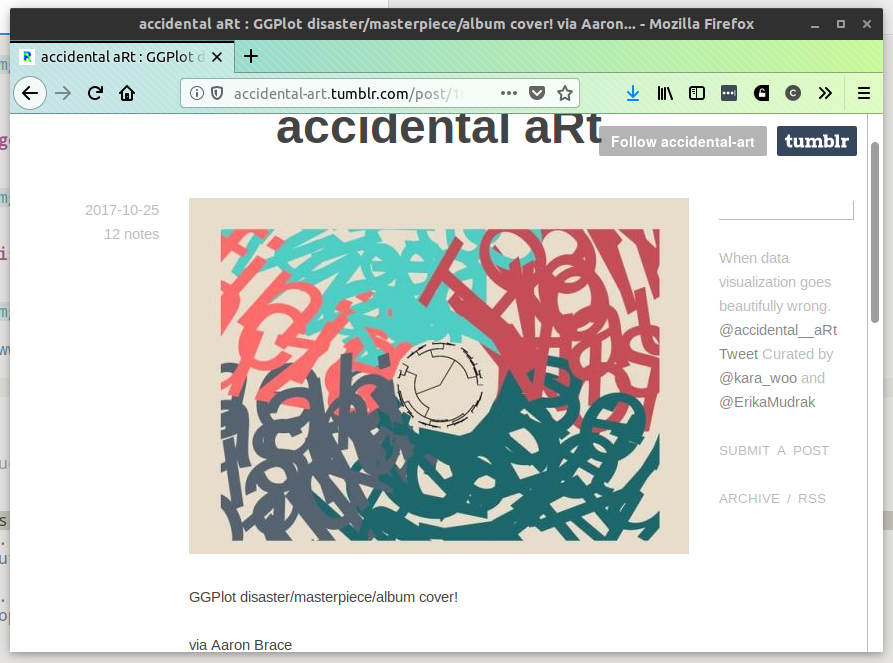 accidental aRt : GGPlot disaster/masterpiece/album cover! via Aaron... - Mozilla Firefox
accidental aRt : GGPlot d
accidental-art.tumblr.com/post/1
accidental aRt
Follow accidental-art
tumblr
2017-10-25
12 notes
When data
visualization goes
beautifully wrong.
@accidental__aRt
Tweet Curated by
@kara_woo and
@ErikaMudrak
SUBMIT A POST
ARCHIVE / RSS
GGPlot disaster/masterpiece/album cover!
via Aaron Brace